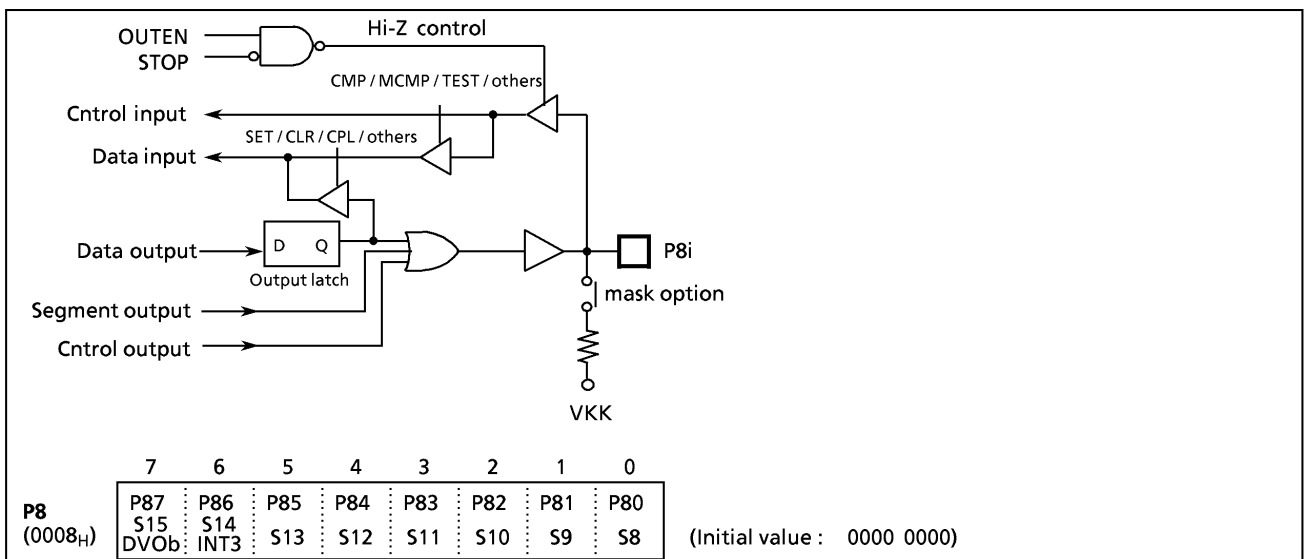 OUTEN
STOP
Hi-Z control
CMP / MCMP / TEST / others
Cntrol input
SET / CLR / CPL / others
Data input
Data output
D Q
P8i
Output latch
mask option
Segment output
Cntrol output
VKK
7 6 5 4 3 2 1 0
P8 (0008H)
P87 P86 P85 P84 P83 P82 P81 P80
S15 S14 S13 S12 S11 S10 S9 S8
DVOb INT3
(Initial value : 0000 0000)